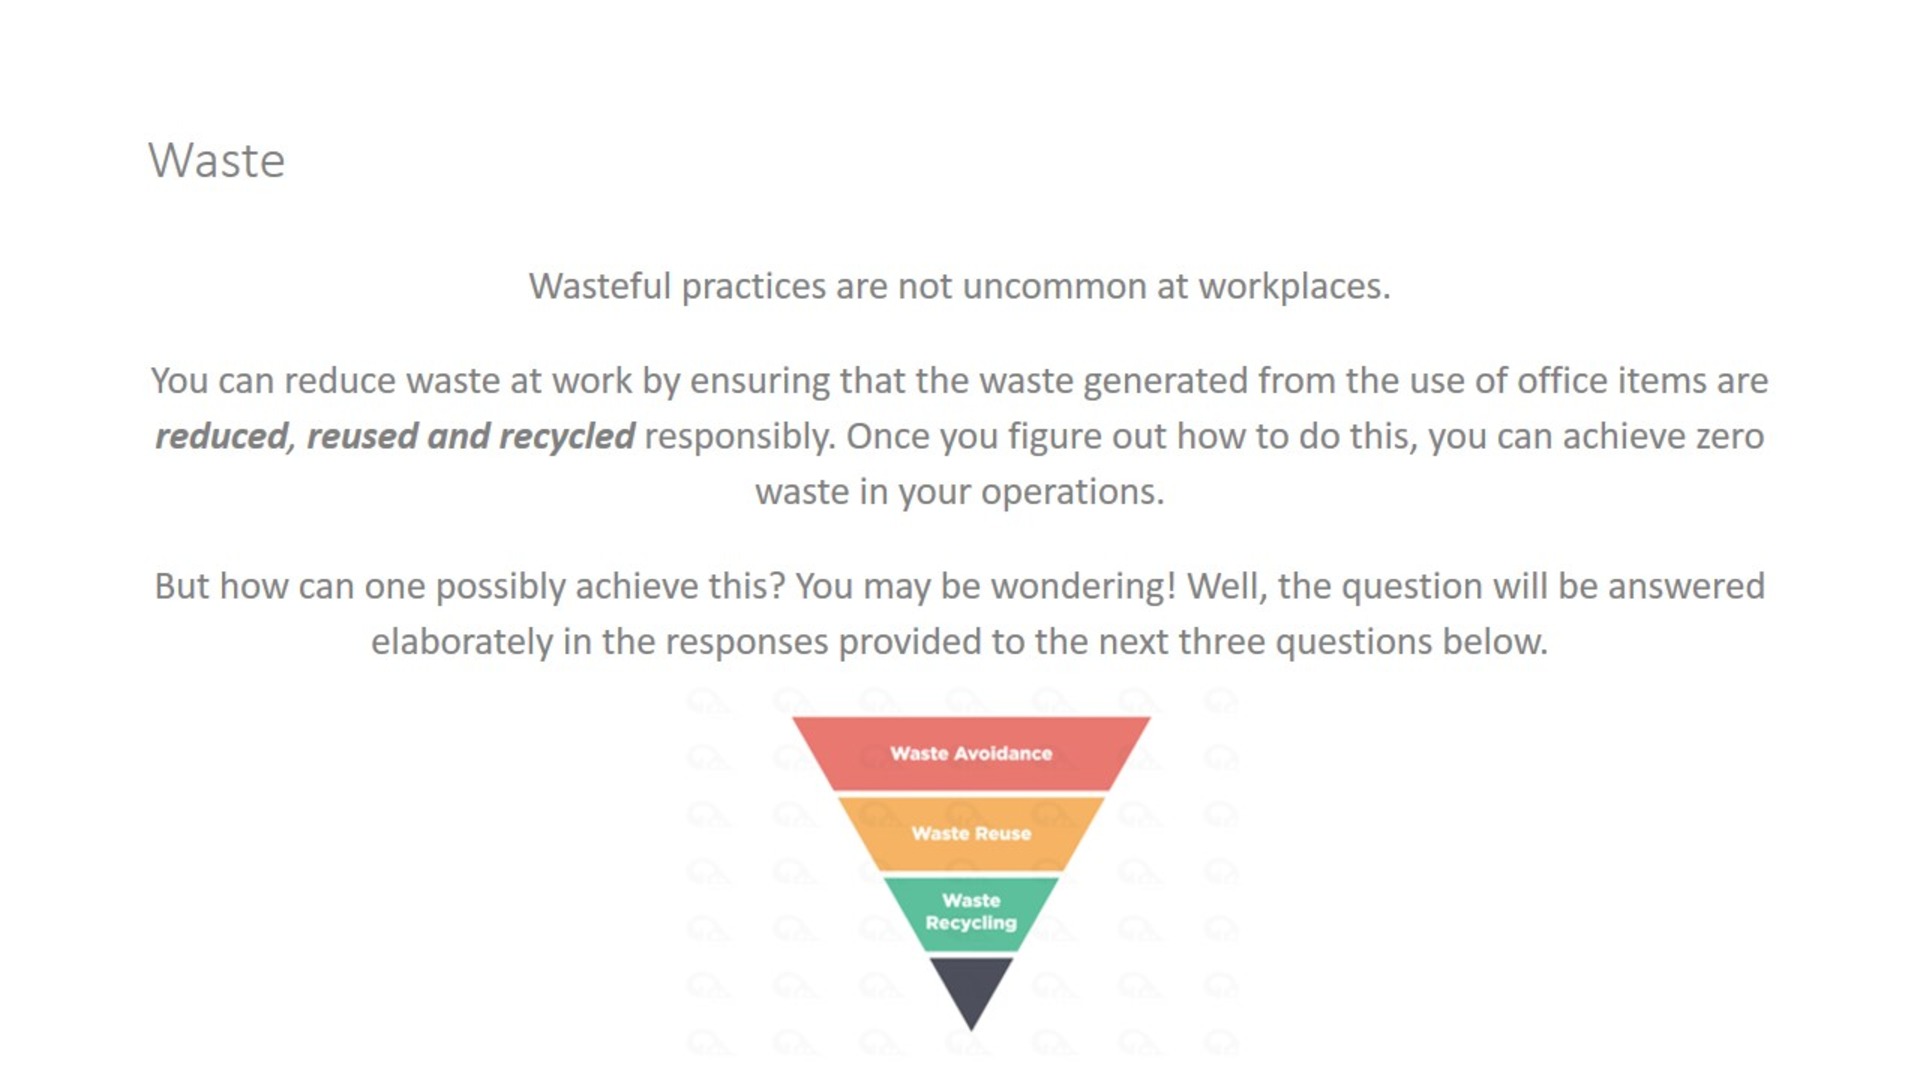 Waste
Wasteful practices are not uncommon at workplaces.
You can reduce waste at work by ensuring that the waste generated from the use of office items are
reduced, reused and recycled responsibly. Once you figure out how to do this, you can achieve zero
waste in your operations.
But how can one possibly achieve this? You may be wondering! Well, the question will be answered
elaborately in the responses provided to the next three questions below.
Waste Avoidance
Waste Reuse
Waste
Recycling